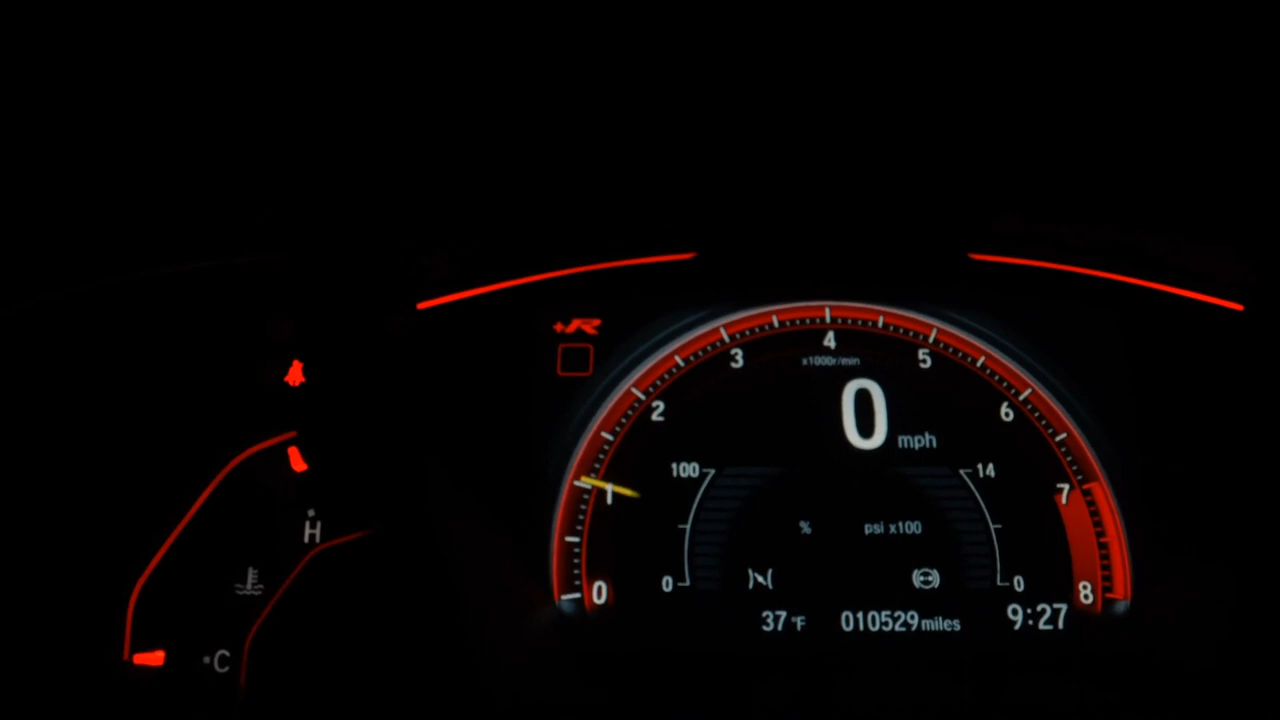 +R
4
3 5
x1000r/min
2 6
0 mph
100 14
1 7
H
% psi x100
0 0
0 8
37 °F 010529 miles 9:27
C